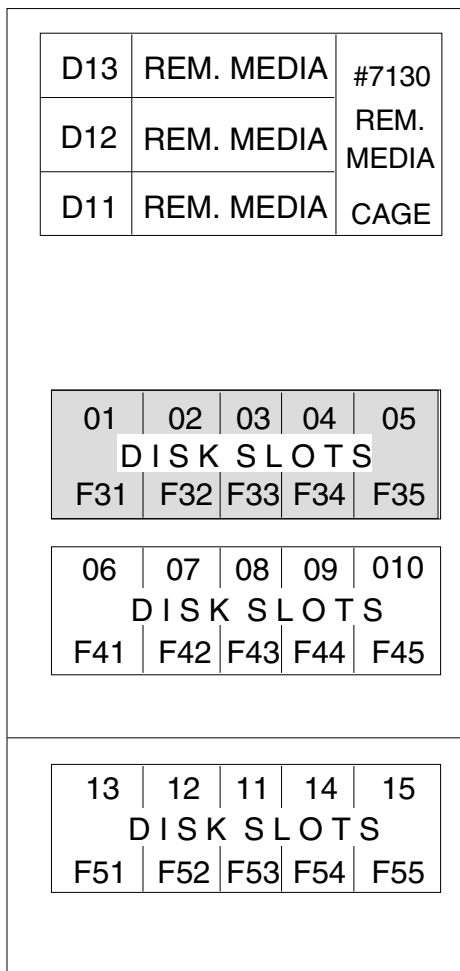 D13 REM. MEDIA #7130
D12 REM. MEDIA REM. MEDIA
D11 REM. MEDIA CAGE
01 02 03 04 05
DISK SLOTS
F31 F32 F33 F34 F35
06 07 08 09 010
DISK SLOTS
F41 F42 F43 F44 F45
13 12 11 14 15
DISK SLOTS
F51 F52 F53 F54 F55